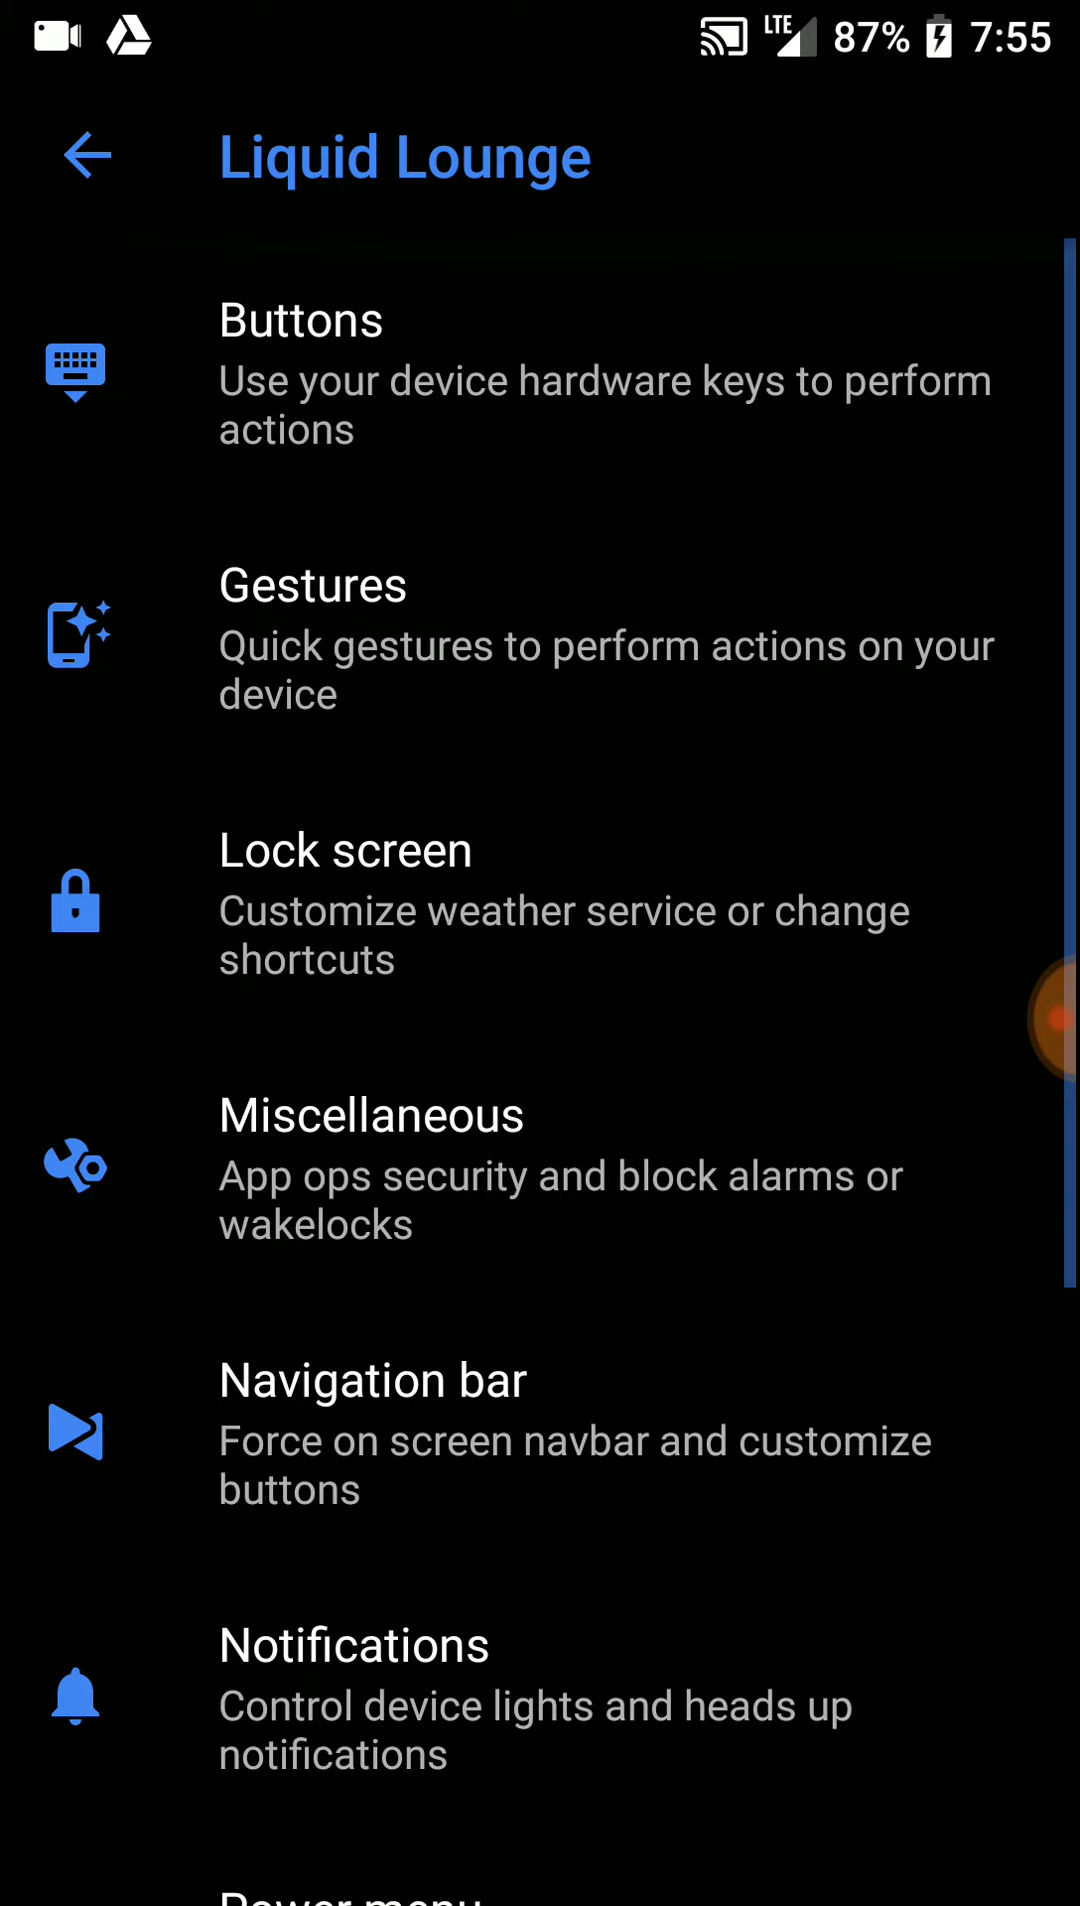 LTE 87% 7:55
Liquid Lounge
Buttons
Use your device hardware keys to perform
actions
Gestures
Quick gestures to perform actions on your
device
Lock screen
Customize weather service or change
shortcuts
Miscellaneous
App ops security and block alarms or
wakelocks
Navigation bar
Force on screen navbar and customize
buttons
Notifications
Control device lights and heads up
notifications
Power menu